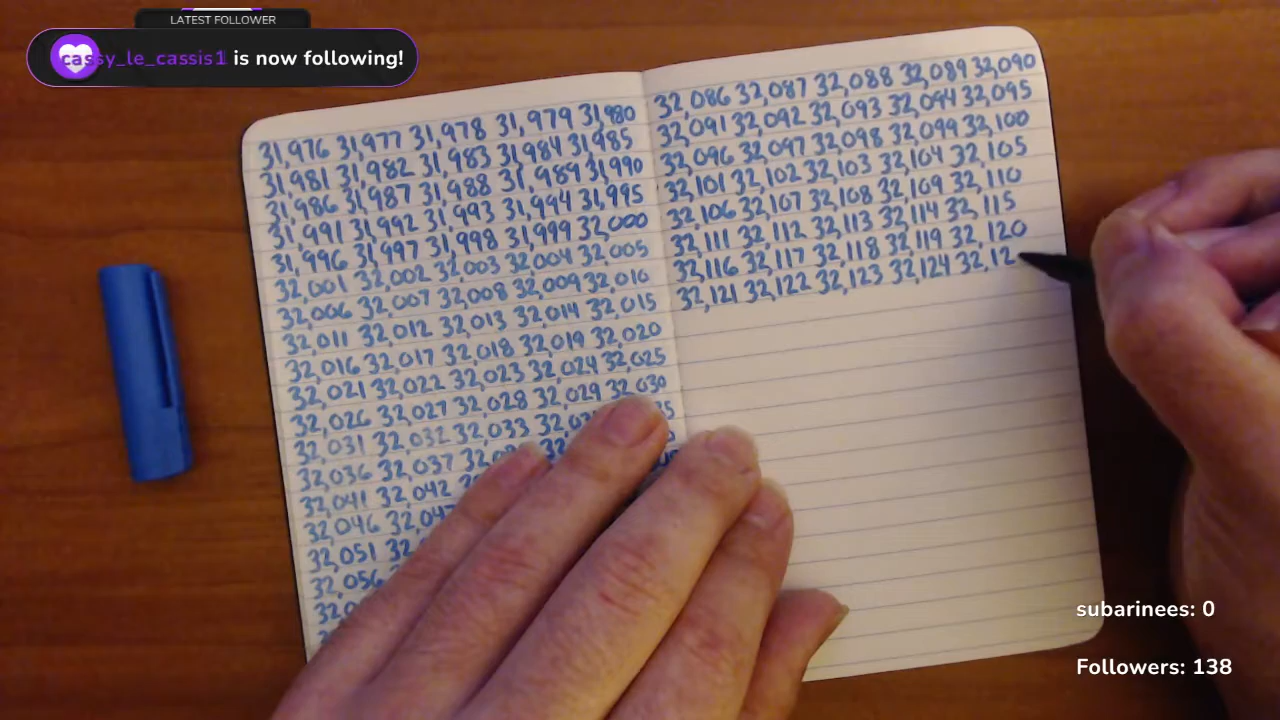 LATEST FOLLOWER
cassy_le_cassis1 is now following!
31,976 31,977 31,978 31,979 31,980
31,981 31,982 31,983 31,984 31,985
31,986 31,987 31,988 31,989 31,990
31,991 31,992 31,993 31,994 31,995
31,996 31,997 31,998 31,999 32,000
32,001 32,002 32,003 32,004 32,005
32,006 32,007 32,008 32,009 32,010
32,011 32,012 32,013 32,014 32,015
32,016 32,017 32,018 32,019 32,020
32,021 32,022 32,023 32,024 32,025
32,026 32,027 32,028 32,029 32,030
32,031 32,032 32,033
32,036 32,037
32,041 32,042
32,046
32,051
32,056
32,086 32,087 32,088 32,089 32,090
32,091 32,092 32,093 32,094 32,095
32,096 32,097 32,098 32,099 32,100
32,101 32,102 32,103 32,104 32,105
32,106 32,107 32,108 32,109 32,110
32,111 32,112 32,113 32,114 32,115
32,116 32,117 32,118 32,119 32,120
32,121 32,122 32,123 32,124 32,12
subarinees: 0
Followers: 138